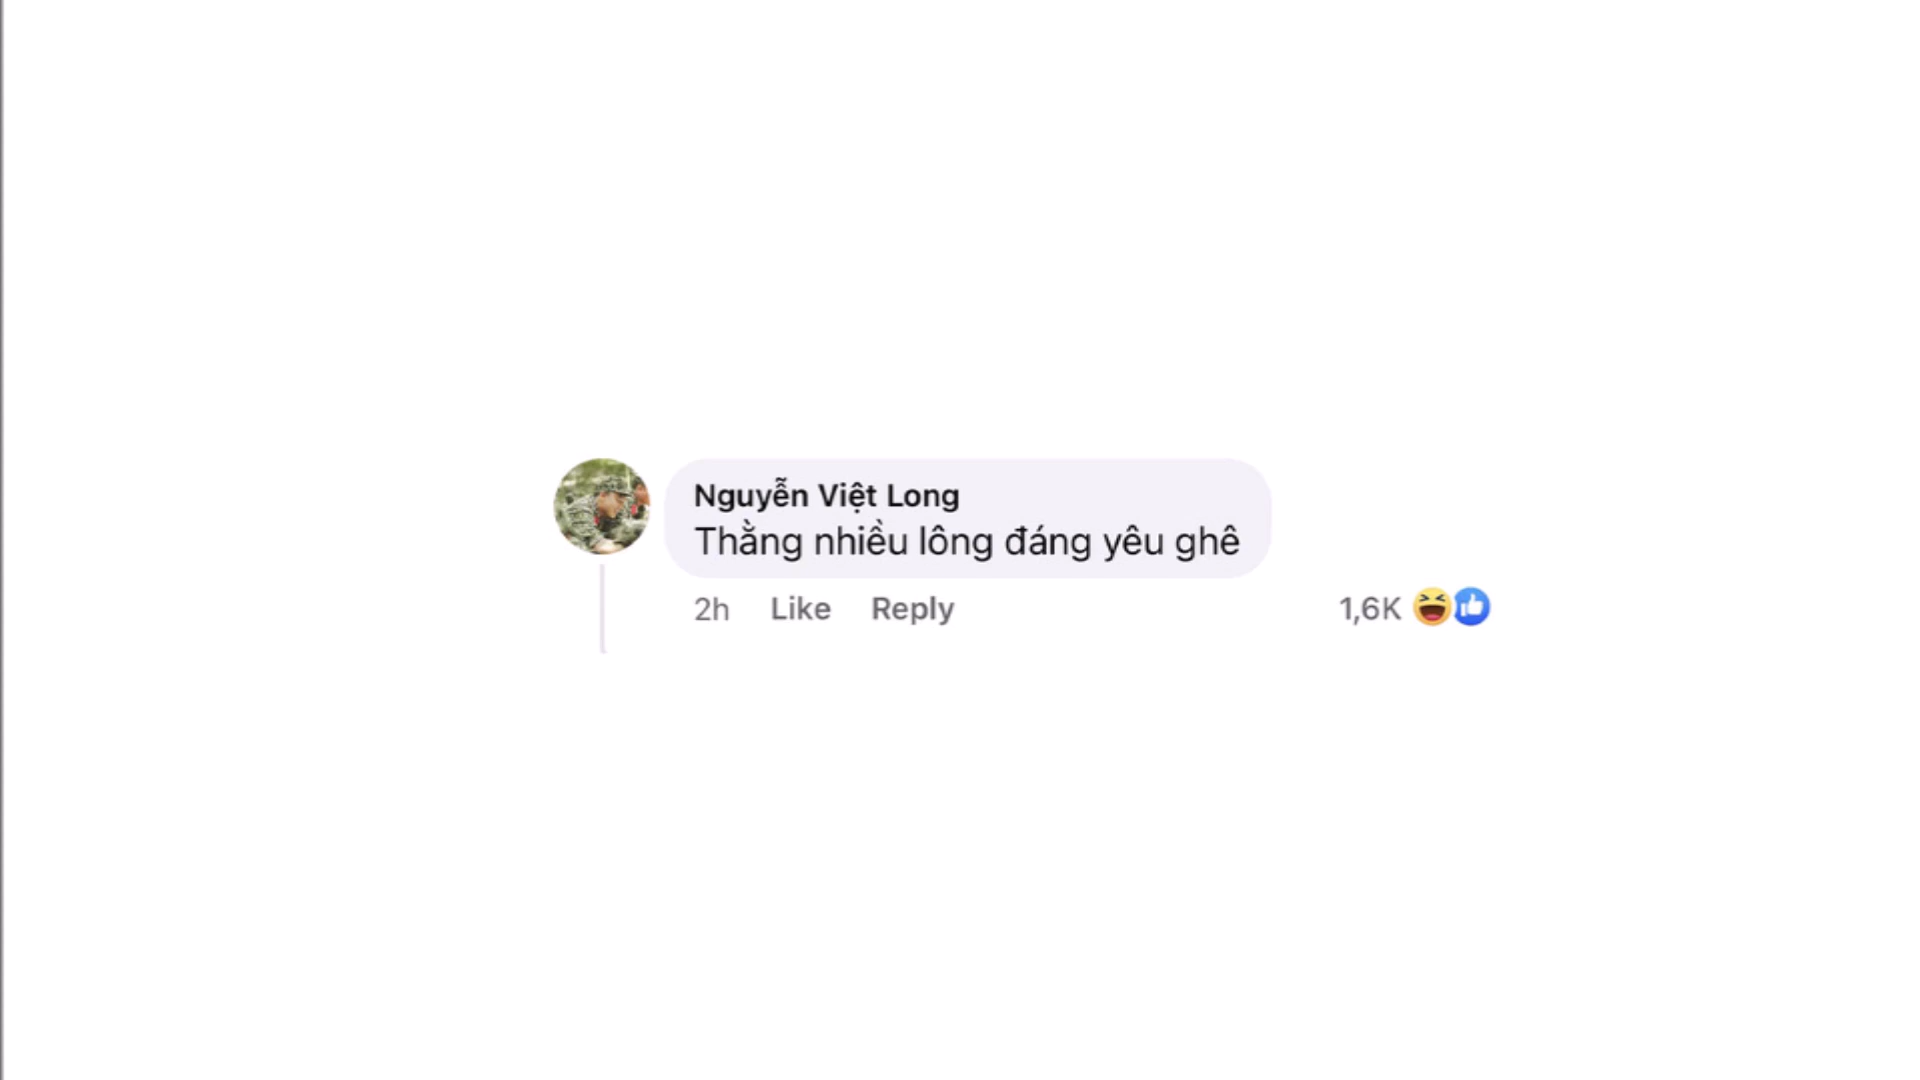 Nguyễn Việt Long
Thằng nhiều lông đáng yêu ghê
2h Like Reply 1,6K